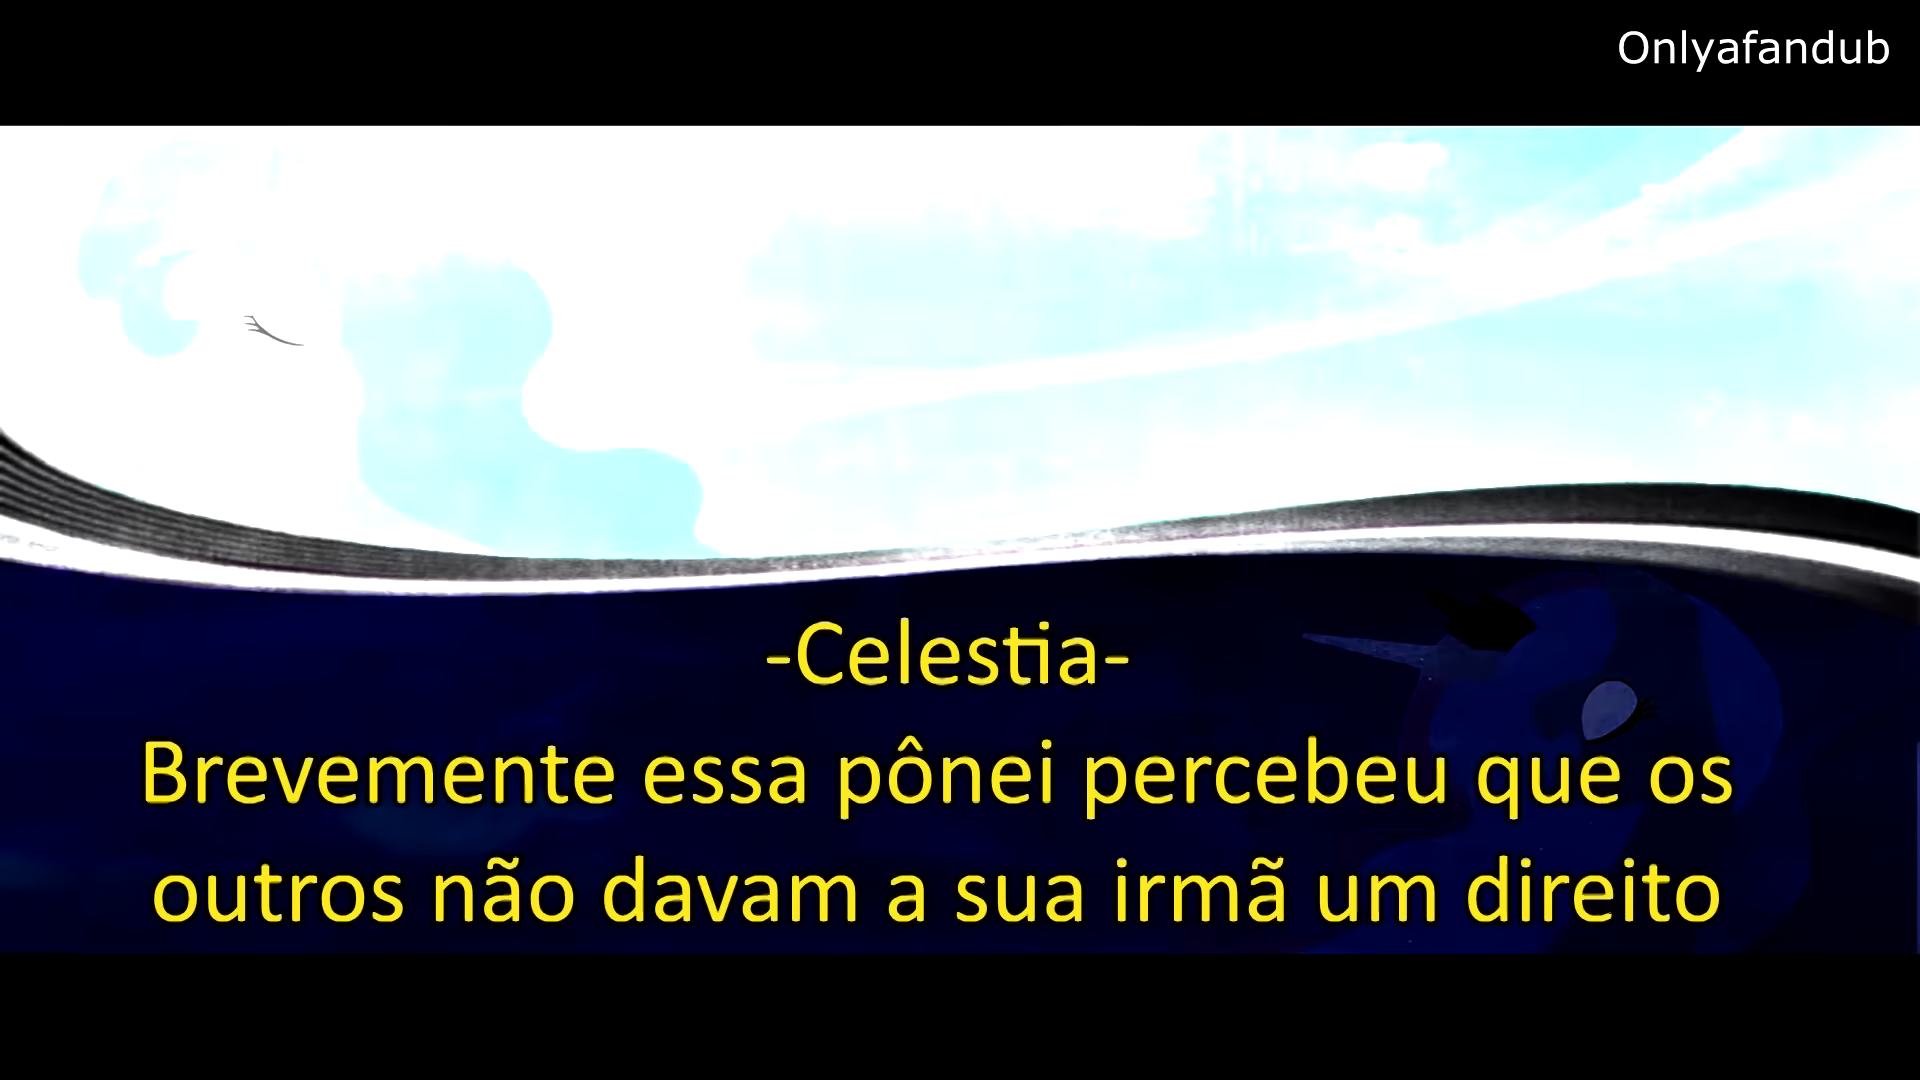 Onlyafandub
-Celestia-
Brevemente essa pônei percebeu que os
outros não davam a sua irmã um direito